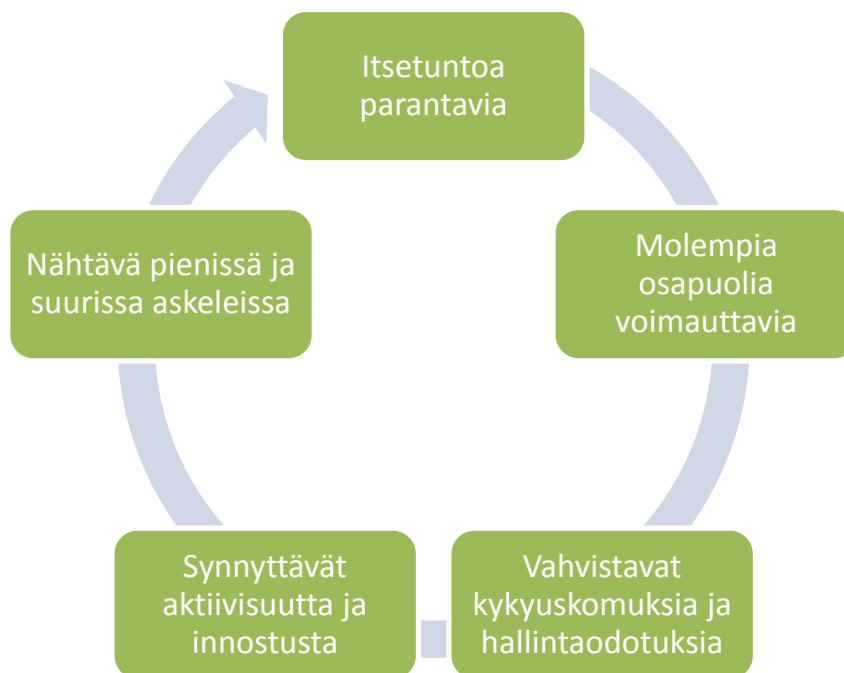 Itsetuntoa
parantavia
Molempia
osapuolia
voimauttavia
Vahvistavat
kykyuskomuksia ja
hallintaodotuksia
Synnyttävät
aktiivisuutta ja
innostusta
Nähtävä pienissä ja
suurissa askeleissa